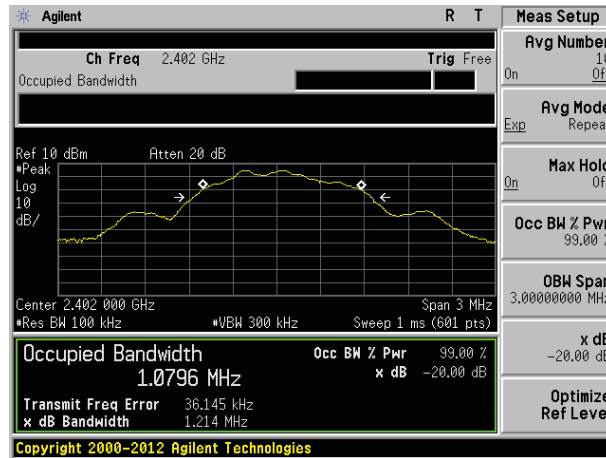 Agilent R T
Ch Freq 2.402 GHz Trig Free
Occupied Bandwidth
Ref 10 dBm Atten 20 dB
#Peak
Log
10
dB/
Center 2.402 000 GHz Span 3 MHz
#Res BW 100 kHz #VBW 300 kHz Sweep 1 ms (601 pts)
Occupied Bandwidth Occ BW % Pwr 99.00 %
1.0796 MHz x dB -20.00 dB
Transmit Freq Error 36.145 kHz
x dB Bandwidth 1.214 MHz
Copyright 2000-2012 Agilent Technologies
Meas Setup
Avg Number
On
Avg Mode
Exp Repea
Max Hold
On Of
Occ BW % Pwr
99.00 %
OBW Span
3.00000000 MHz
x dB
-20.00 dB
Optimize
Ref Level